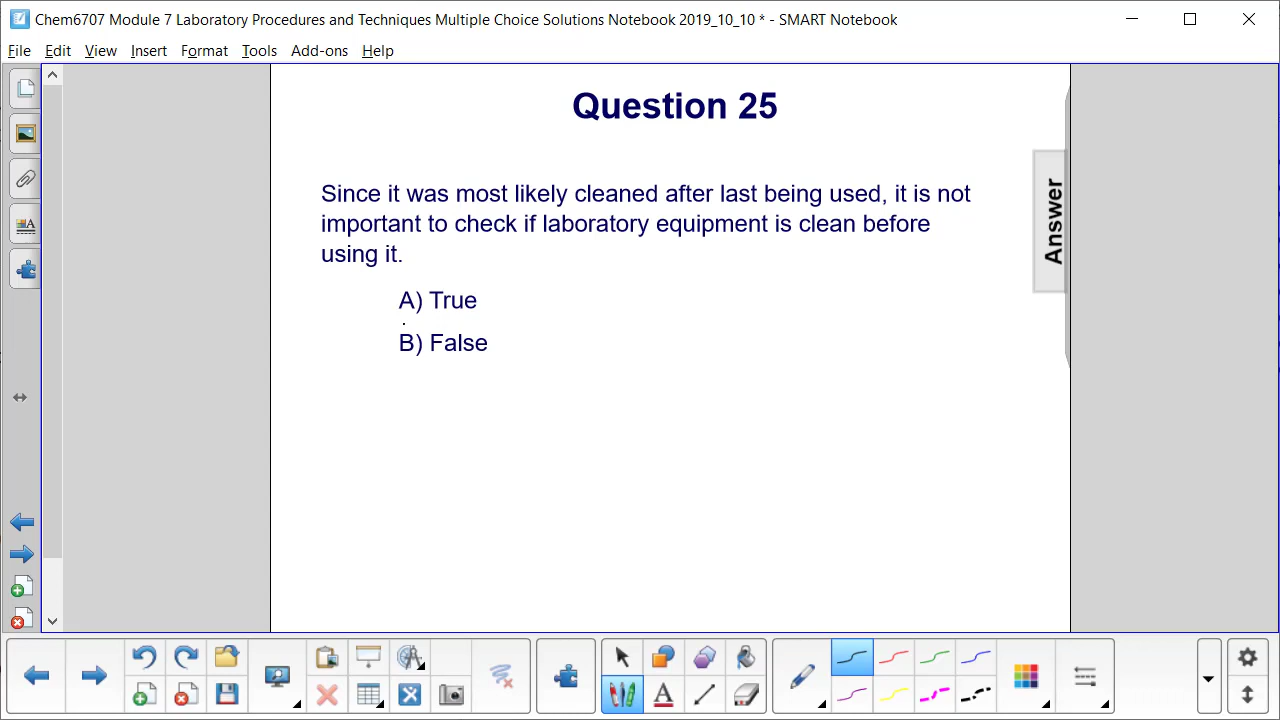 Chem6707 Module 7 Laboratory Procedures and Techniques Multiple Choice Solutions Notebook 2019_10_10 * - SMART Notebook
File Edit View Insert Format Tools Add-ons Help
Question 25
Since it was most likely cleaned after last being used, it is not
important to check if laboratory equipment is clean before
using it.
A) True
B) False
Answer